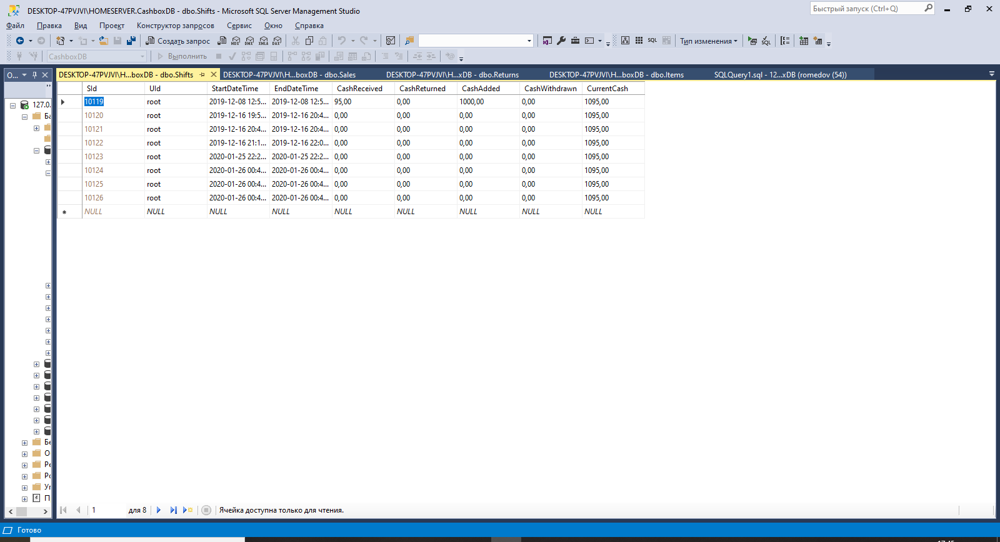 DESKTOP-47PVJVI\HOMESERVER.CashboxDB - dbo.Shifts - Microsoft SQL Server Management Studio
Быстрый запуск (Ctrl+Q)
Файл Правка Вид Проект Конструктор запросов Сервис Окно Справка
Создать запрос MDX DMX XMLA DAX SQL Тип изменения SQL
CashboxDB Выполнить
О...
DESKTOP-47PVJVI\H...boxDB - dbo.Shifts DESKTOP-47PVJVI\H...boxDB - dbo.Sales DESKTOP-47PVJVI\H...xDB - dbo.Returns DESKTOP-47PVJVI\H...boxDB - dbo.Items SQLQuery1.sql - 12...xDB (romedov (54))
SId UId StartDateTime EndDateTime CashReceived CashReturned CashAdded CashWithdrawn CurrentCash
10119 root 2019-12-08 12:5... 2019-12-08 12:5... 95,00 0,00 1000,00 0,00 1095,00
10120 root 2019-12-16 19:5... 2019-12-16 20:4... 0,00 0,00 0,00 0,00 1095,00
10121 root 2019-12-16 20:4... 2019-12-16 20:4... 0,00 0,00 0,00 0,00 1095,00
10122 root 2019-12-16 21:1... 2019-12-16 22:0... 0,00 0,00 0,00 0,00 1095,00
10123 root 2020-01-25 22:2... 2020-01-25 22:2... 0,00 0,00 0,00 0,00 1095,00
10124 root 2020-01-26 00:4... 2020-01-26 00:4... 0,00 0,00 0,00 0,00 1095,00
10125 root 2020-01-26 00:4... 2020-01-26 00:4... 0,00 0,00 0,00 0,00 1095,00
10126 root 2020-01-26 00:4... 2020-01-26 00:4... 0,00 0,00 0,00 0,00 1095,00
NULL NULL NULL NULL NULL NULL NULL NULL NULL
127.0.
Ба
Бе
Ре
П
1 для 8 Ячейка доступна только для чтения.
Готово